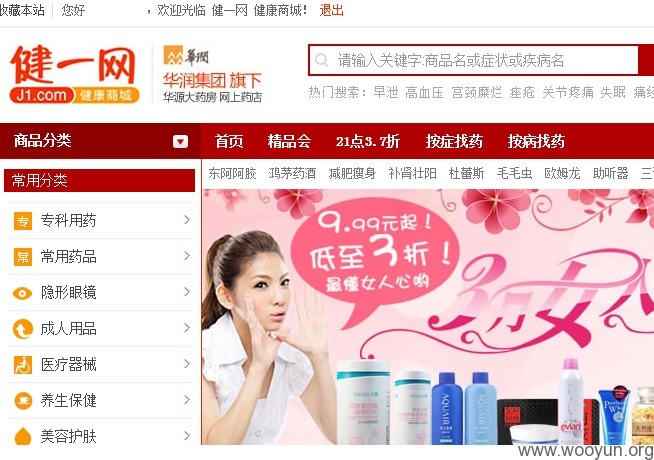 收藏本站 您好 ，欢迎光临 健一网 健康商城! 退出
健一网
J1.com 健康商城
华润
华润集团 旗下
华源大药房 网上药店
请输入关键字:商品名或症状或疾病名
热门搜索: 早泄 高血压 宫颈糜烂 痤疮 关节疼痛 失眠 痛经
商品分类 首页 精品会 21点3.7折 按症找药 按病找药
常用分类
东阿阿胶 鸿茅药酒 减肥瘦身 补肾壮阳 杜蕾斯 毛毛虫 欧姆龙 助听器
专 专科用药
常 常用药品
隐形眼镜
成人用品
医疗器械
养生保健
美容护肤
9.99元起！
低至3折！
最懂女人心哟
3万女人
AQUAIR AQUAIR
evian
www.wooyun.org